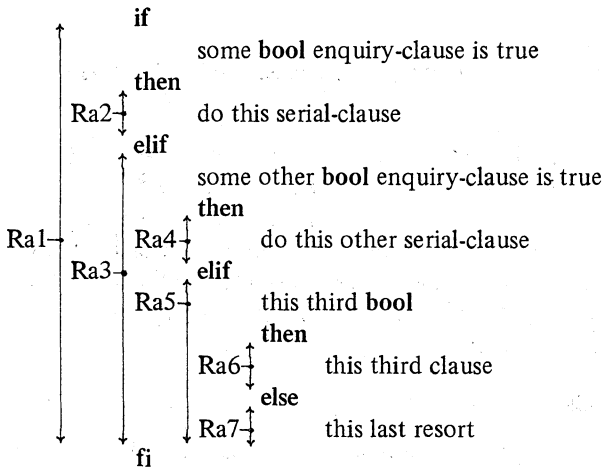 if
some bool enquiry-clause is true
then
Ra2 do this serial-clause
elif
some other bool enquiry-clause is true
then
Ra1 Ra4 do this other serial-clause
Ra3 elif
Ra5 this third bool
then
Ra6 this third clause
else
Ra7 this last resort
fi